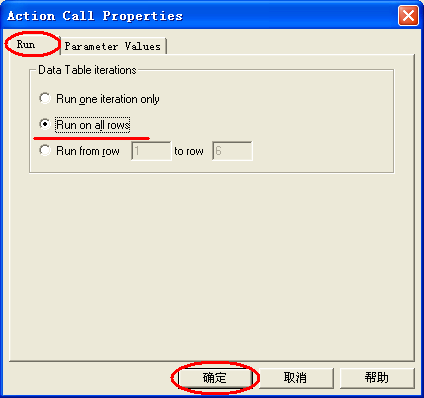 Action Call Properties
Run
Parameter Values
Data Table iterations
Run one iteration only
Run on all rows
Run from row 1 to row 6
确定 取消 帮助